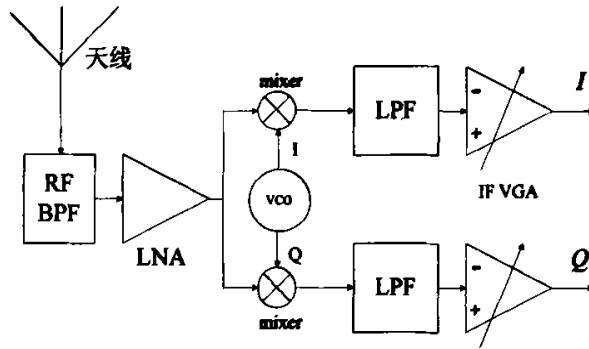 天线
mixer
LPF
-
+
I
I
IF VGA
RF
BPF
LNA
vco
Q
mixer
LPF
-
+
Q